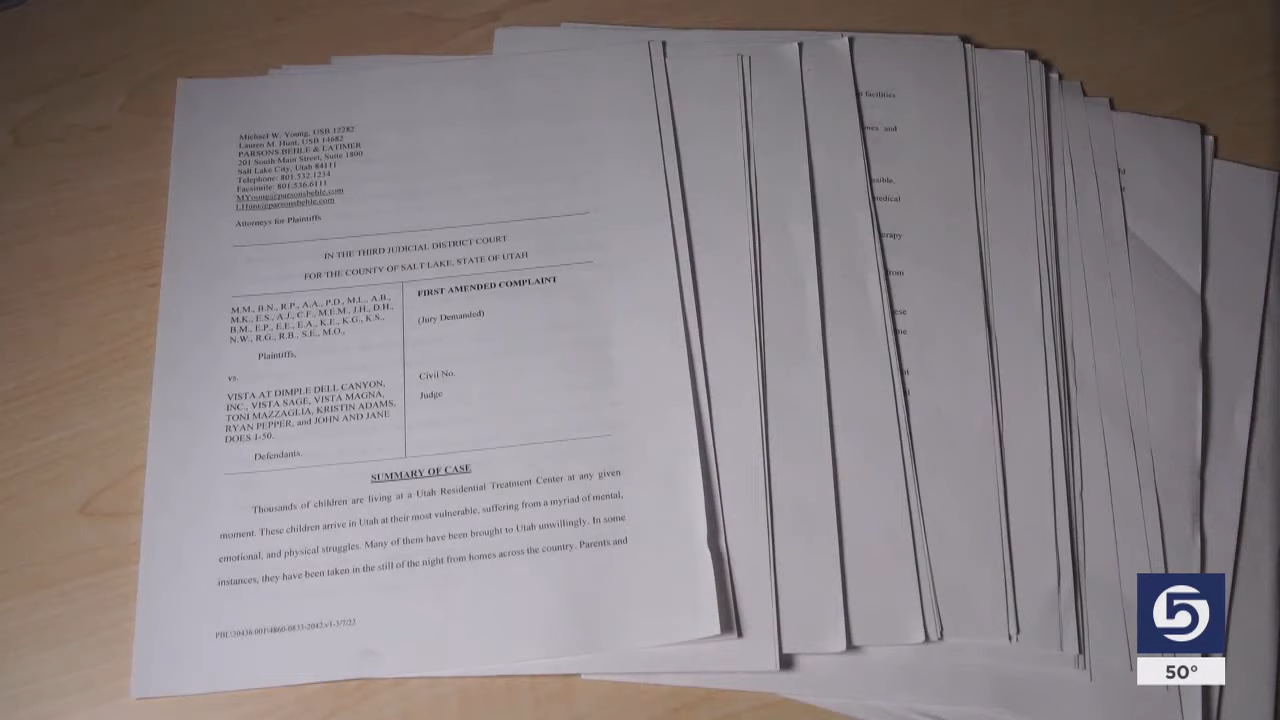 Michael W. Young, USB 12282
Lauren M. Hunt, USB 14682
PARSONS BEHLE & LATIMER
201 South Main Street, Suite 1800
Salt Lake City, Utah 84111
Telephone: 801.532.1234
Facsimile: 801.536.6111
MYoung@parsonsbehle.com
LHunt@parsonsbehle.com
Attorneys for Plaintiffs
IN THE THIRD JUDICIAL DISTRICT COURT
FOR THE COUNTY OF SALT LAKE, STATE OF UTAH
M.M., B.N., R.P., A.A., P.D., M.L., A.B.,
M.K., E.S., A.J., C.F., M.E.M., J.H., D.H.,
B.M., E.P., E.E., E.A., K.E., K.G., K.S.,
N.W., R.G., R.B., S.E., M.O.,
Plaintiffs,
vs.
VISTA AT DIMPLE DELL CANYON,
INC., VISTA SAGE, VISTA MAGNA,
TONI MAZZAGLIA, KRISTIN ADAMS,
RYAN PEPPER, and JOHN AND JANE
DOES 1-50.
Defendants.
FIRST AMENDED COMPLAINT
(Jury Demanded)
Civil No.
Judge
SUMMARY OF CASE
Thousands of children are living at a Utah Residential Treatment Center at any given
moment. These children arrive in Utah at their most vulnerable, suffering from a myriad of mental,
emotional, and physical struggles. Many of them have been brought to Utah unwillingly. In some
instances, they have been taken in the still of the night from homes across the country. Parents and
facilities
and
5
50°